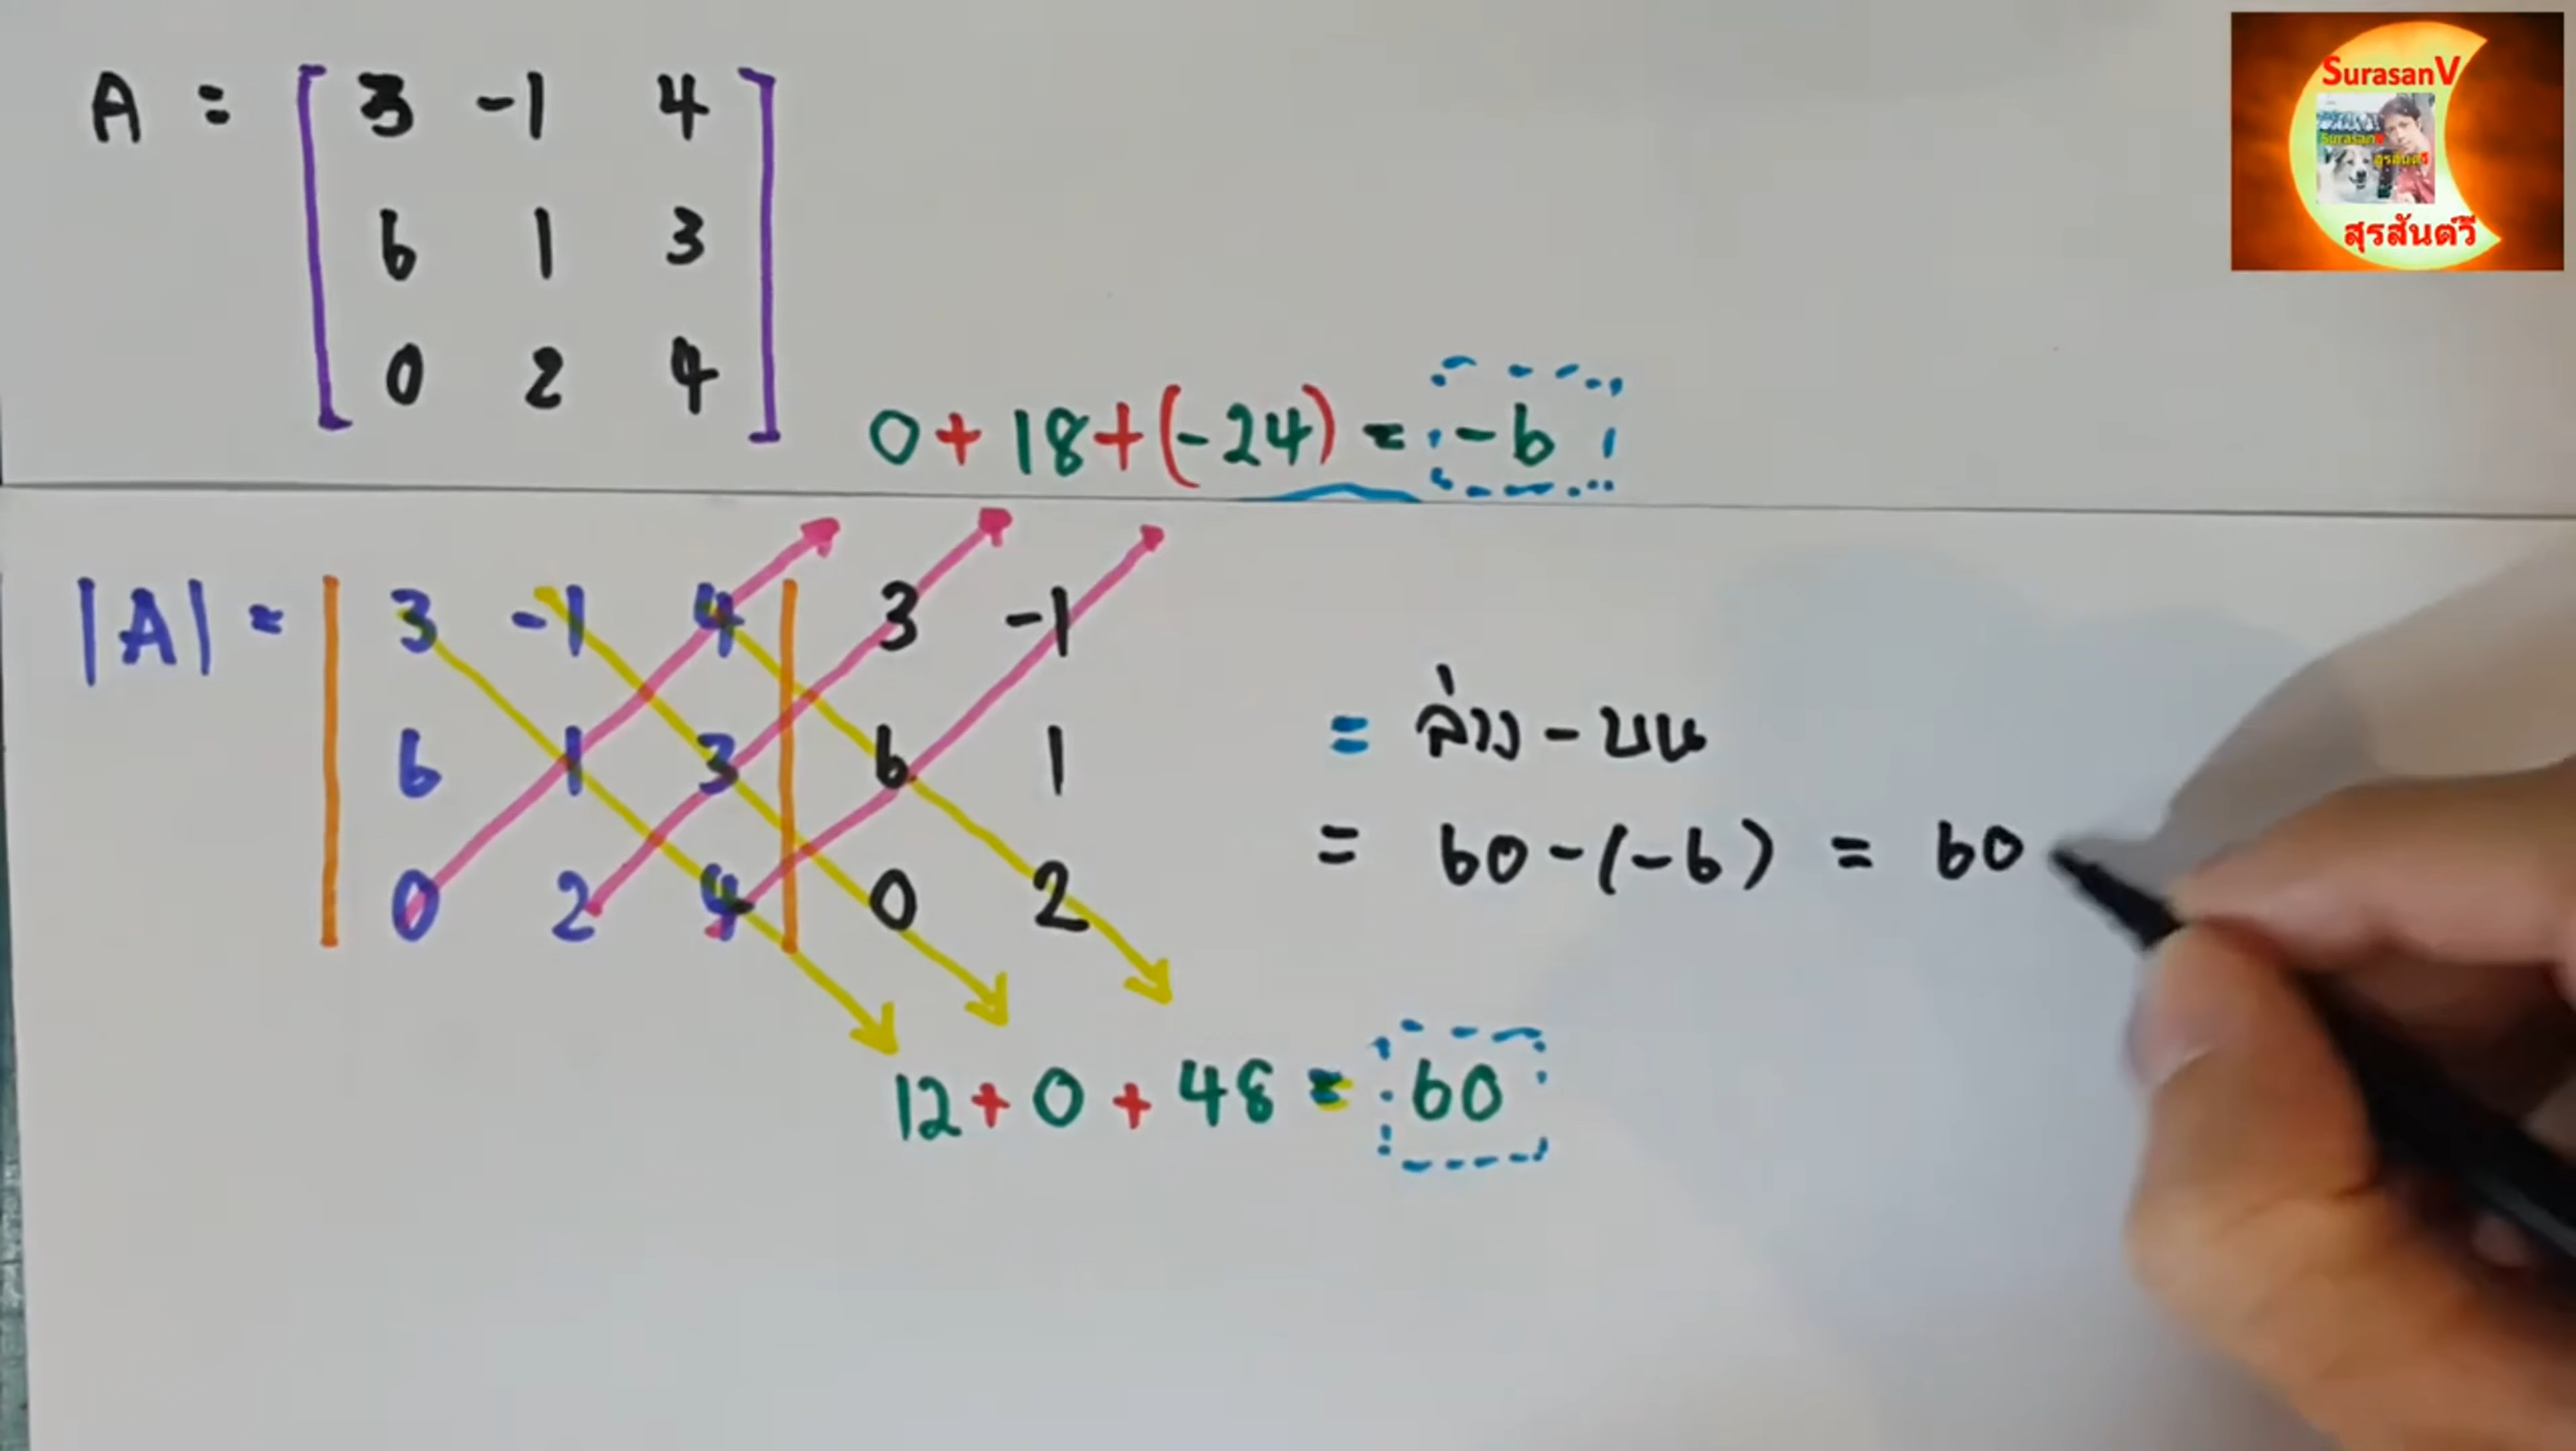 SurasanV
สุรสันต์วี
A = [ 3 -1 4
6 1 3
0 2 4 ]
0 + 18 + (-24) = -6
|A| = | 3 -1 4 | 3 -1
6 1 3 | 6 1
0 2 4 | 0 2
= ล่าง - บน
= 60 - (-6) = 60
12 + 0 + 48 = 60